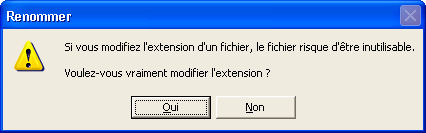 Renommer
Si vous modifiez l'extension d'un fichier, le fichier risque d'être inutilisable.
Voulez-vous vraiment modifier l'extension ?
Oui
Non